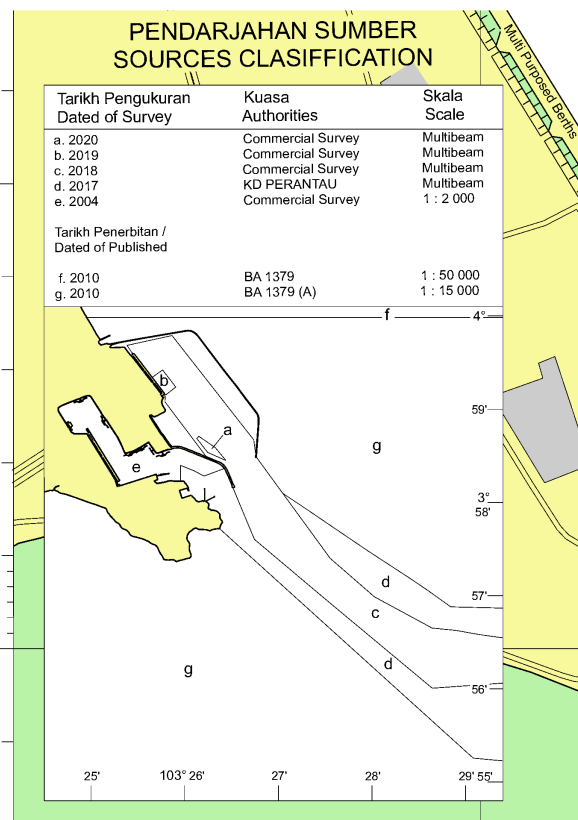 PENDARJAHAN SUMBER
SOURCES CLASIFFICATION
Multi Purposed Berths
Tarikh Pengukuran Kuasa Skala
Dated of Survey Authorities Scale
a. 2020 Commercial Survey Multibeam
b. 2019 Commercial Survey Multibeam
c. 2018 Commercial Survey Multibeam
d. 2017 KD PERANTAU Multibeam
e. 2004 Commercial Survey 1 : 2 000
Tarikh Penerbitan /
Dated of Published
f. 2010 BA 1379 1 : 50 000
g. 2010 BA 1379 (A) 1 : 15 000
f 4°
b
59'
a
g
e
3°
58'
d
57'
c
d
g
56'
25' 103° 26' 27' 28' 29' 55'